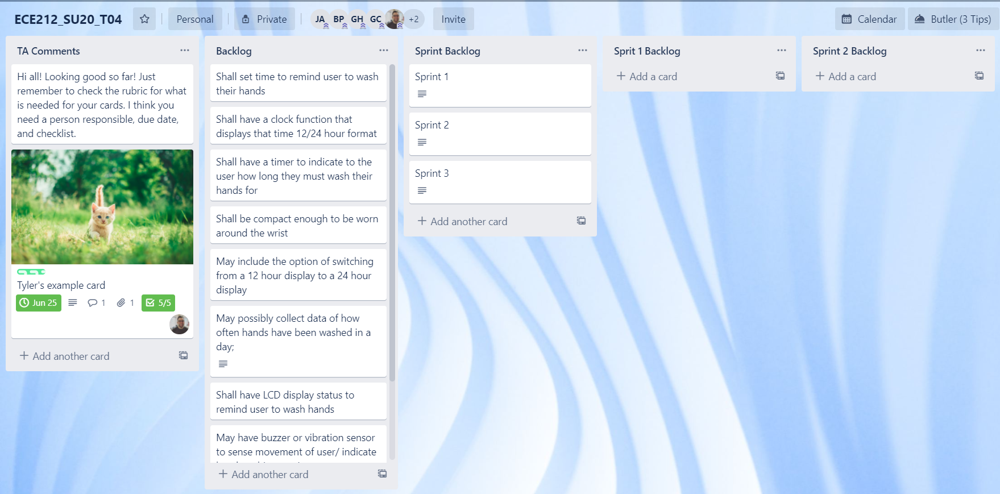 ECE212_SU20_T04
Personal
Private
JA
BP
GH
GC
+2
Invite
Calendar
Butler (3 Tips)
TA Comments
Hi all! Looking good so far! Just
remember to check the rubric for what
is needed for your cards. I think you
need a person responsible, due date,
and checklist.
Tyler's example card
Jun 25
1
1
5/5
+ Add another card
Backlog
Shall set time to remind user to wash
their hands
Shall have a clock function that
displays that time 12/24 hour format
Shall have a timer to indicate to the
user how long they must wash their
hands for
Shall be compact enough to be worn
around the wrist
May include the option of switching
from a 12 hour display to a 24 hour
display
May possibly collect data of how
often hands have been washed in a
day;
Shall have LCD display status to
remind user to wash hands
May have buzzer or vibration sensor
to sense movement of user/ indicate
+ Add another card
Sprint Backlog
Sprint 1
Sprint 2
Sprint 3
+ Add another card
Sprit 1 Backlog
+ Add a card
Sprint 2 Backlog
+ Add a card